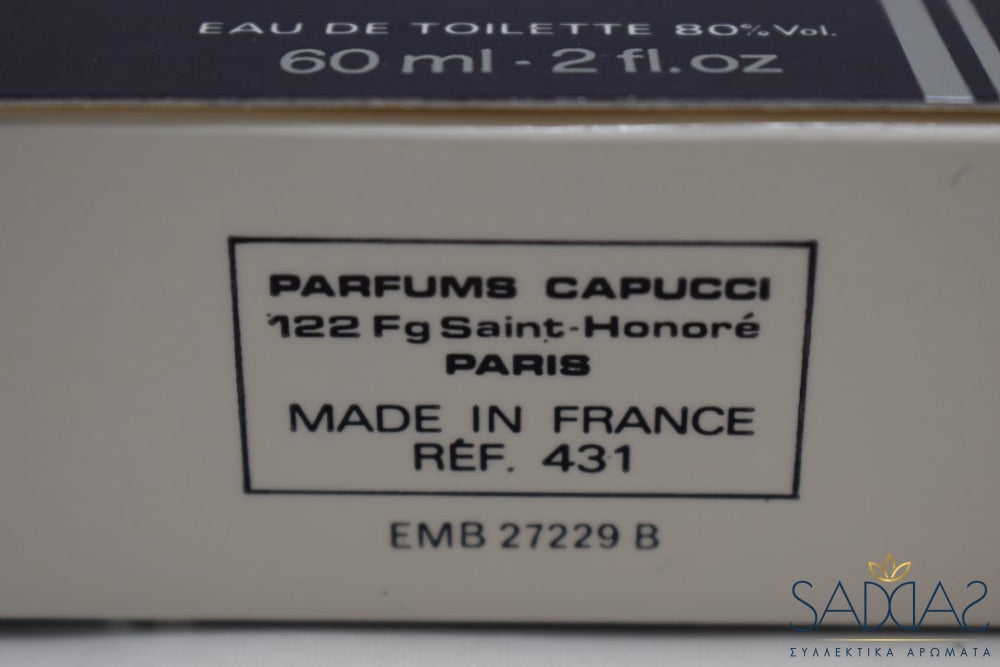 EAU DE TOILETTE 80% Vol.
60 ml - 2 fl. oz
PARFUMS CAPUCCI
122 Fg Saint-Honoré
PARIS
MADE IN FRANCE
RÉF. 431
EMB 27229 B
SADDAS
ΣΥΛΛΕΚΤΙΚΑ ΑΡΩΜΑΤΑ